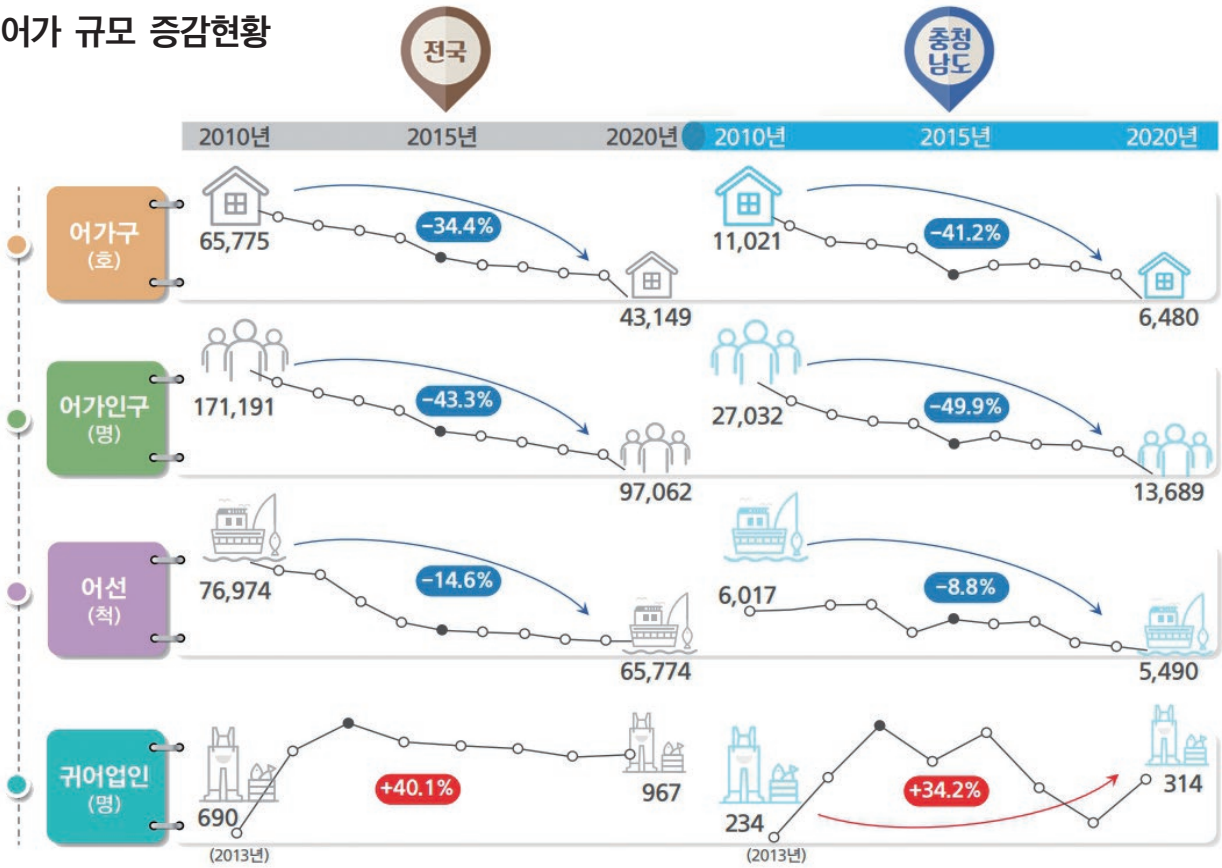 어가 규모 증감현황
전국
충청
남도
2010년 2015년 2020년 2010년 2015년 2020년
어가구
(호)
65,775
-34.4%
43,149
11,021
-41.2%
6,480
어가인구
(명)
171,191
-43.3%
97,062
27,032
-49.9%
13,689
어선
(척)
76,974
-14.6%
65,774
6,017
-8.8%
5,490
귀어업인
(명)
690
(2013년)
+40.1%
967
234
(2013년)
+34.2%
314